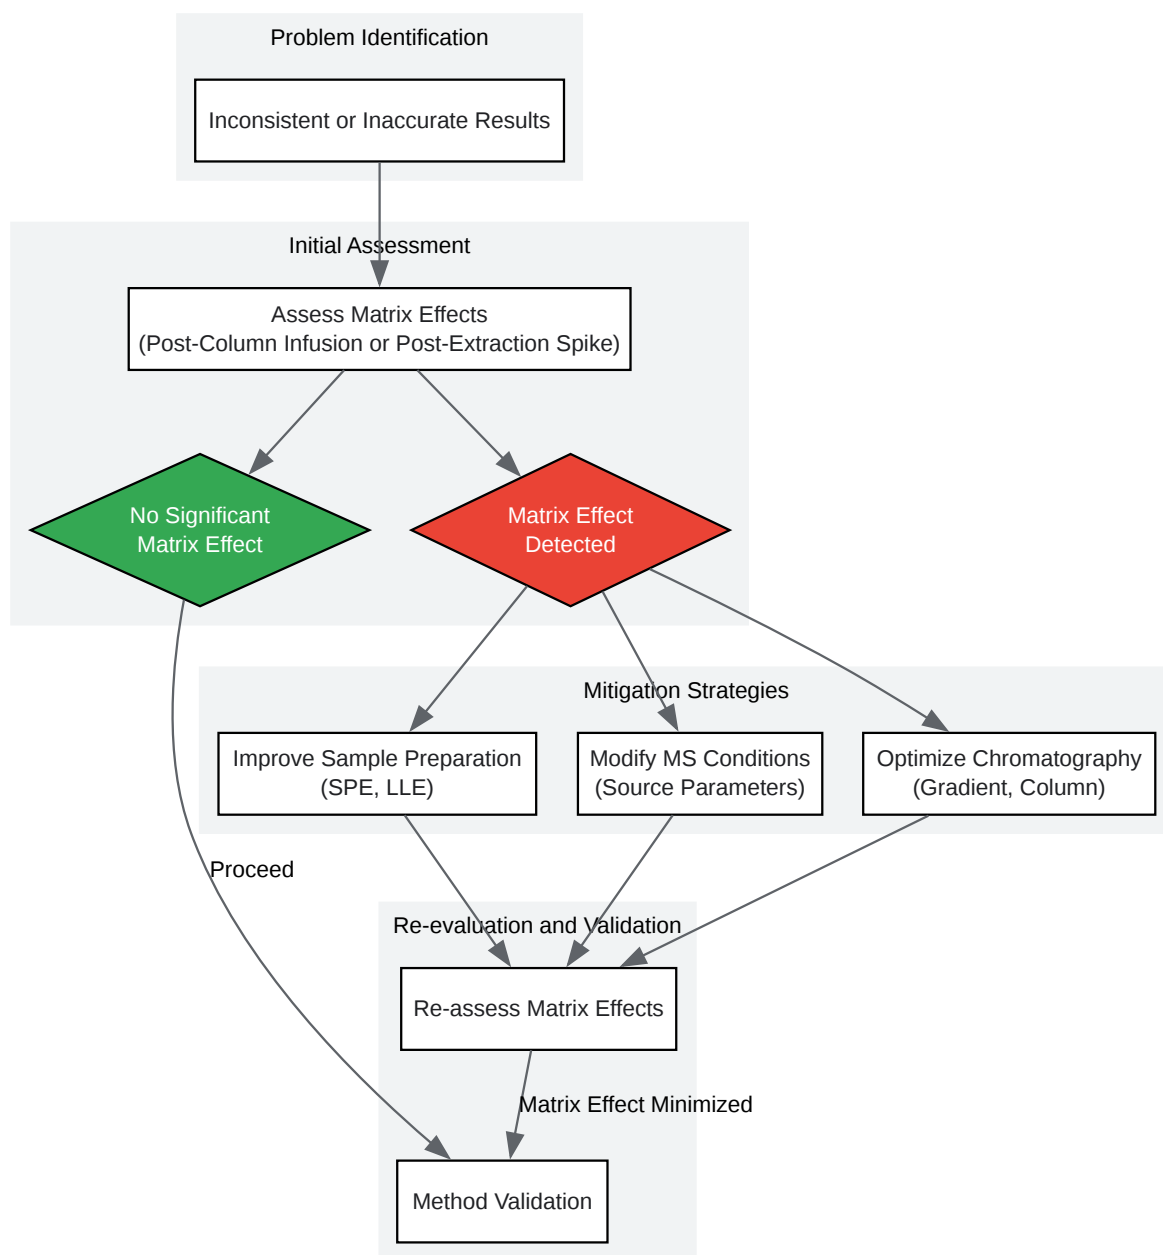 Problem Identification
Inconsistent or Inaccurate Results
Initial Assessment
Assess Matrix Effects
(Post-Column Infusion or Post-Extraction Spike)
No Significant
Matrix Effect
Matrix Effect
Detected
Mitigation Strategies
Improve Sample Preparation
(SPE, LLE)
Modify MS Conditions
(Source Parameters)
Optimize Chromatography
(Gradient, Column)
Proceed
Re-evaluation and Validation
Re-assess Matrix Effects
Matrix Effect Minimized
Method Validation